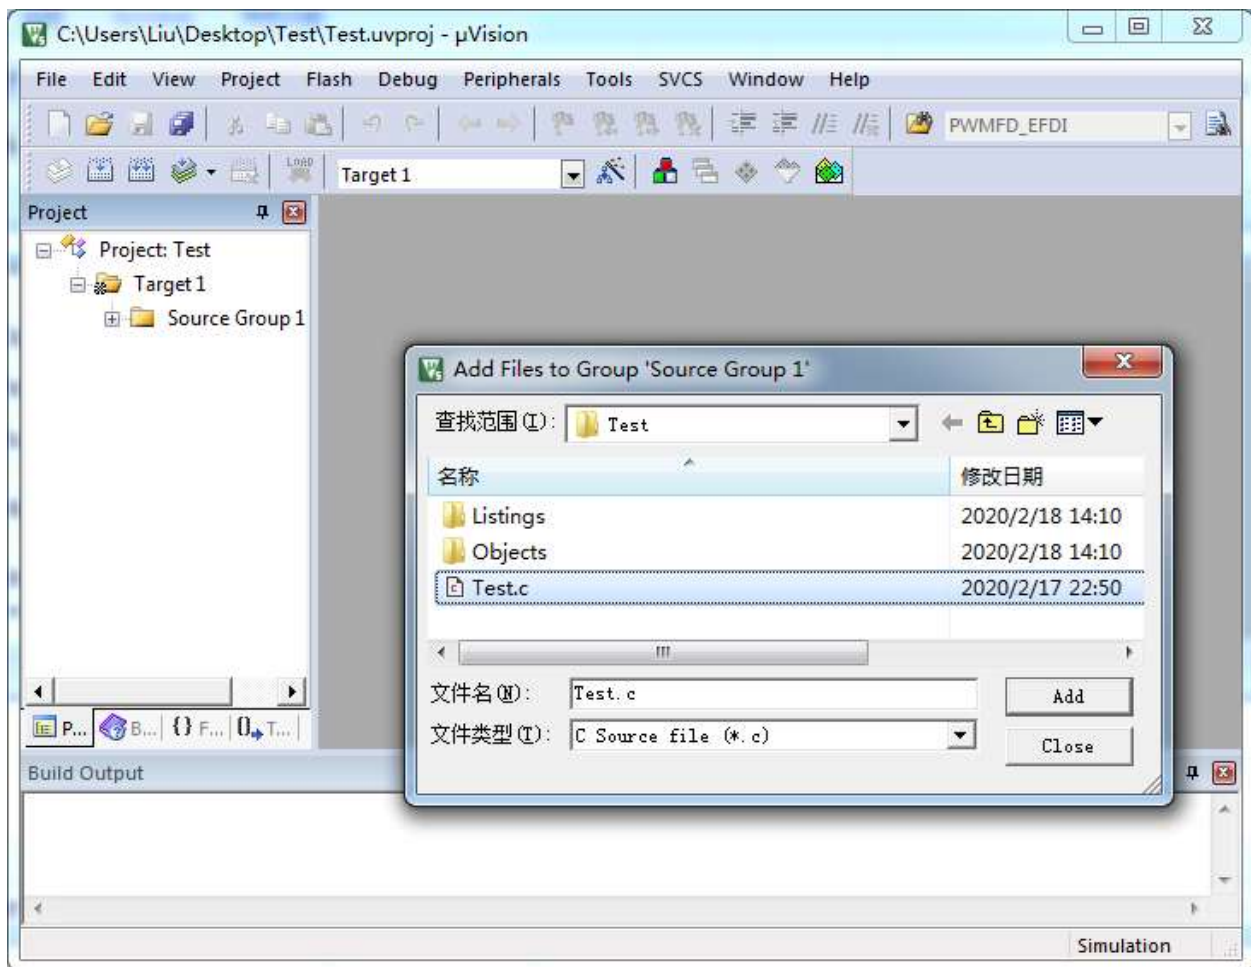 C:\Users\Liu\Desktop\Test\Test.uvproj - µVision
File Edit View Project Flash Debug Peripherals Tools SVCS Window Help
PWMFD_EFDI
LOAD Target 1
Project
Project: Test
Target 1
Source Group 1
Add Files to Group 'Source Group 1'
查找范围(I): Test
名称 修改日期
Listings 2020/2/18 14:10
Objects 2020/2/18 14:10
Test.c 2020/2/17 22:50
文件名(N): Test.c Add
文件类型(T): C Source file (*.c) Close
P... B... {} F... 0 T...
Build Output
Simulation